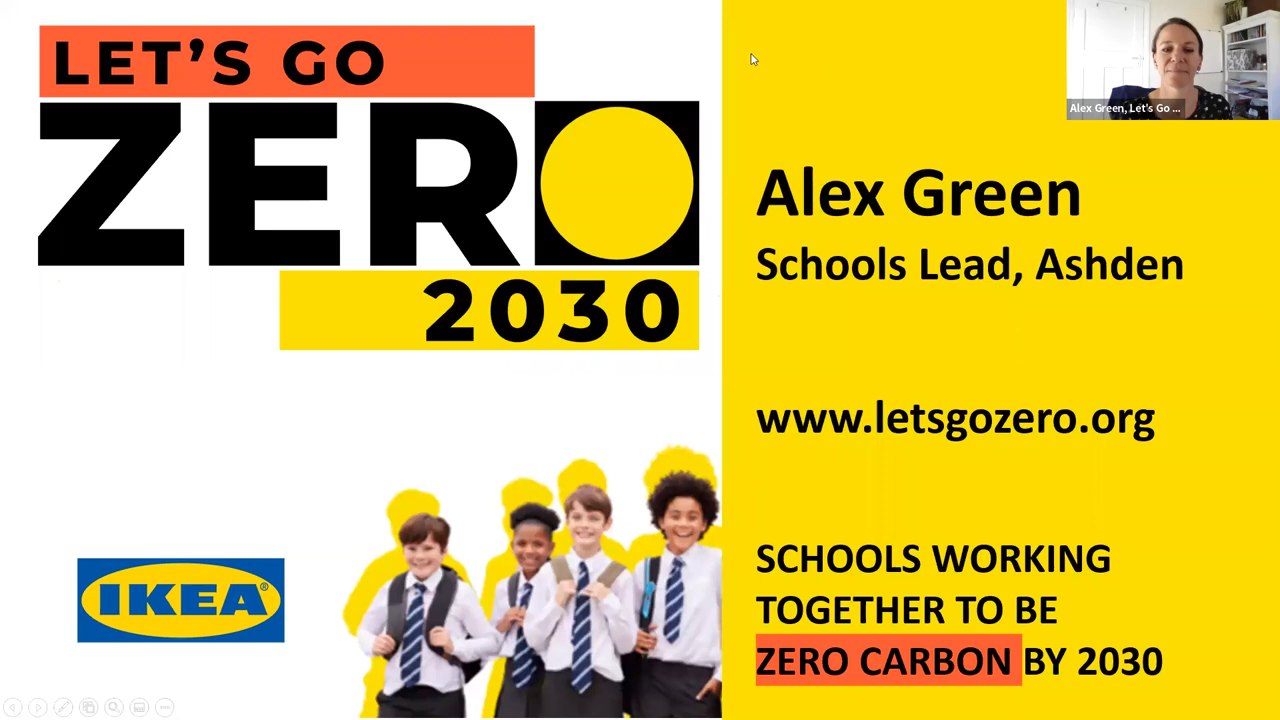 LET'S GO
ZERO
2030
IKEA®
Alex Green, Let's Go ...
Alex Green
Schools Lead, Ashden
www.letsgozero.org
SCHOOLS WORKING
TOGETHER TO BE
ZERO CARBON BY 2030